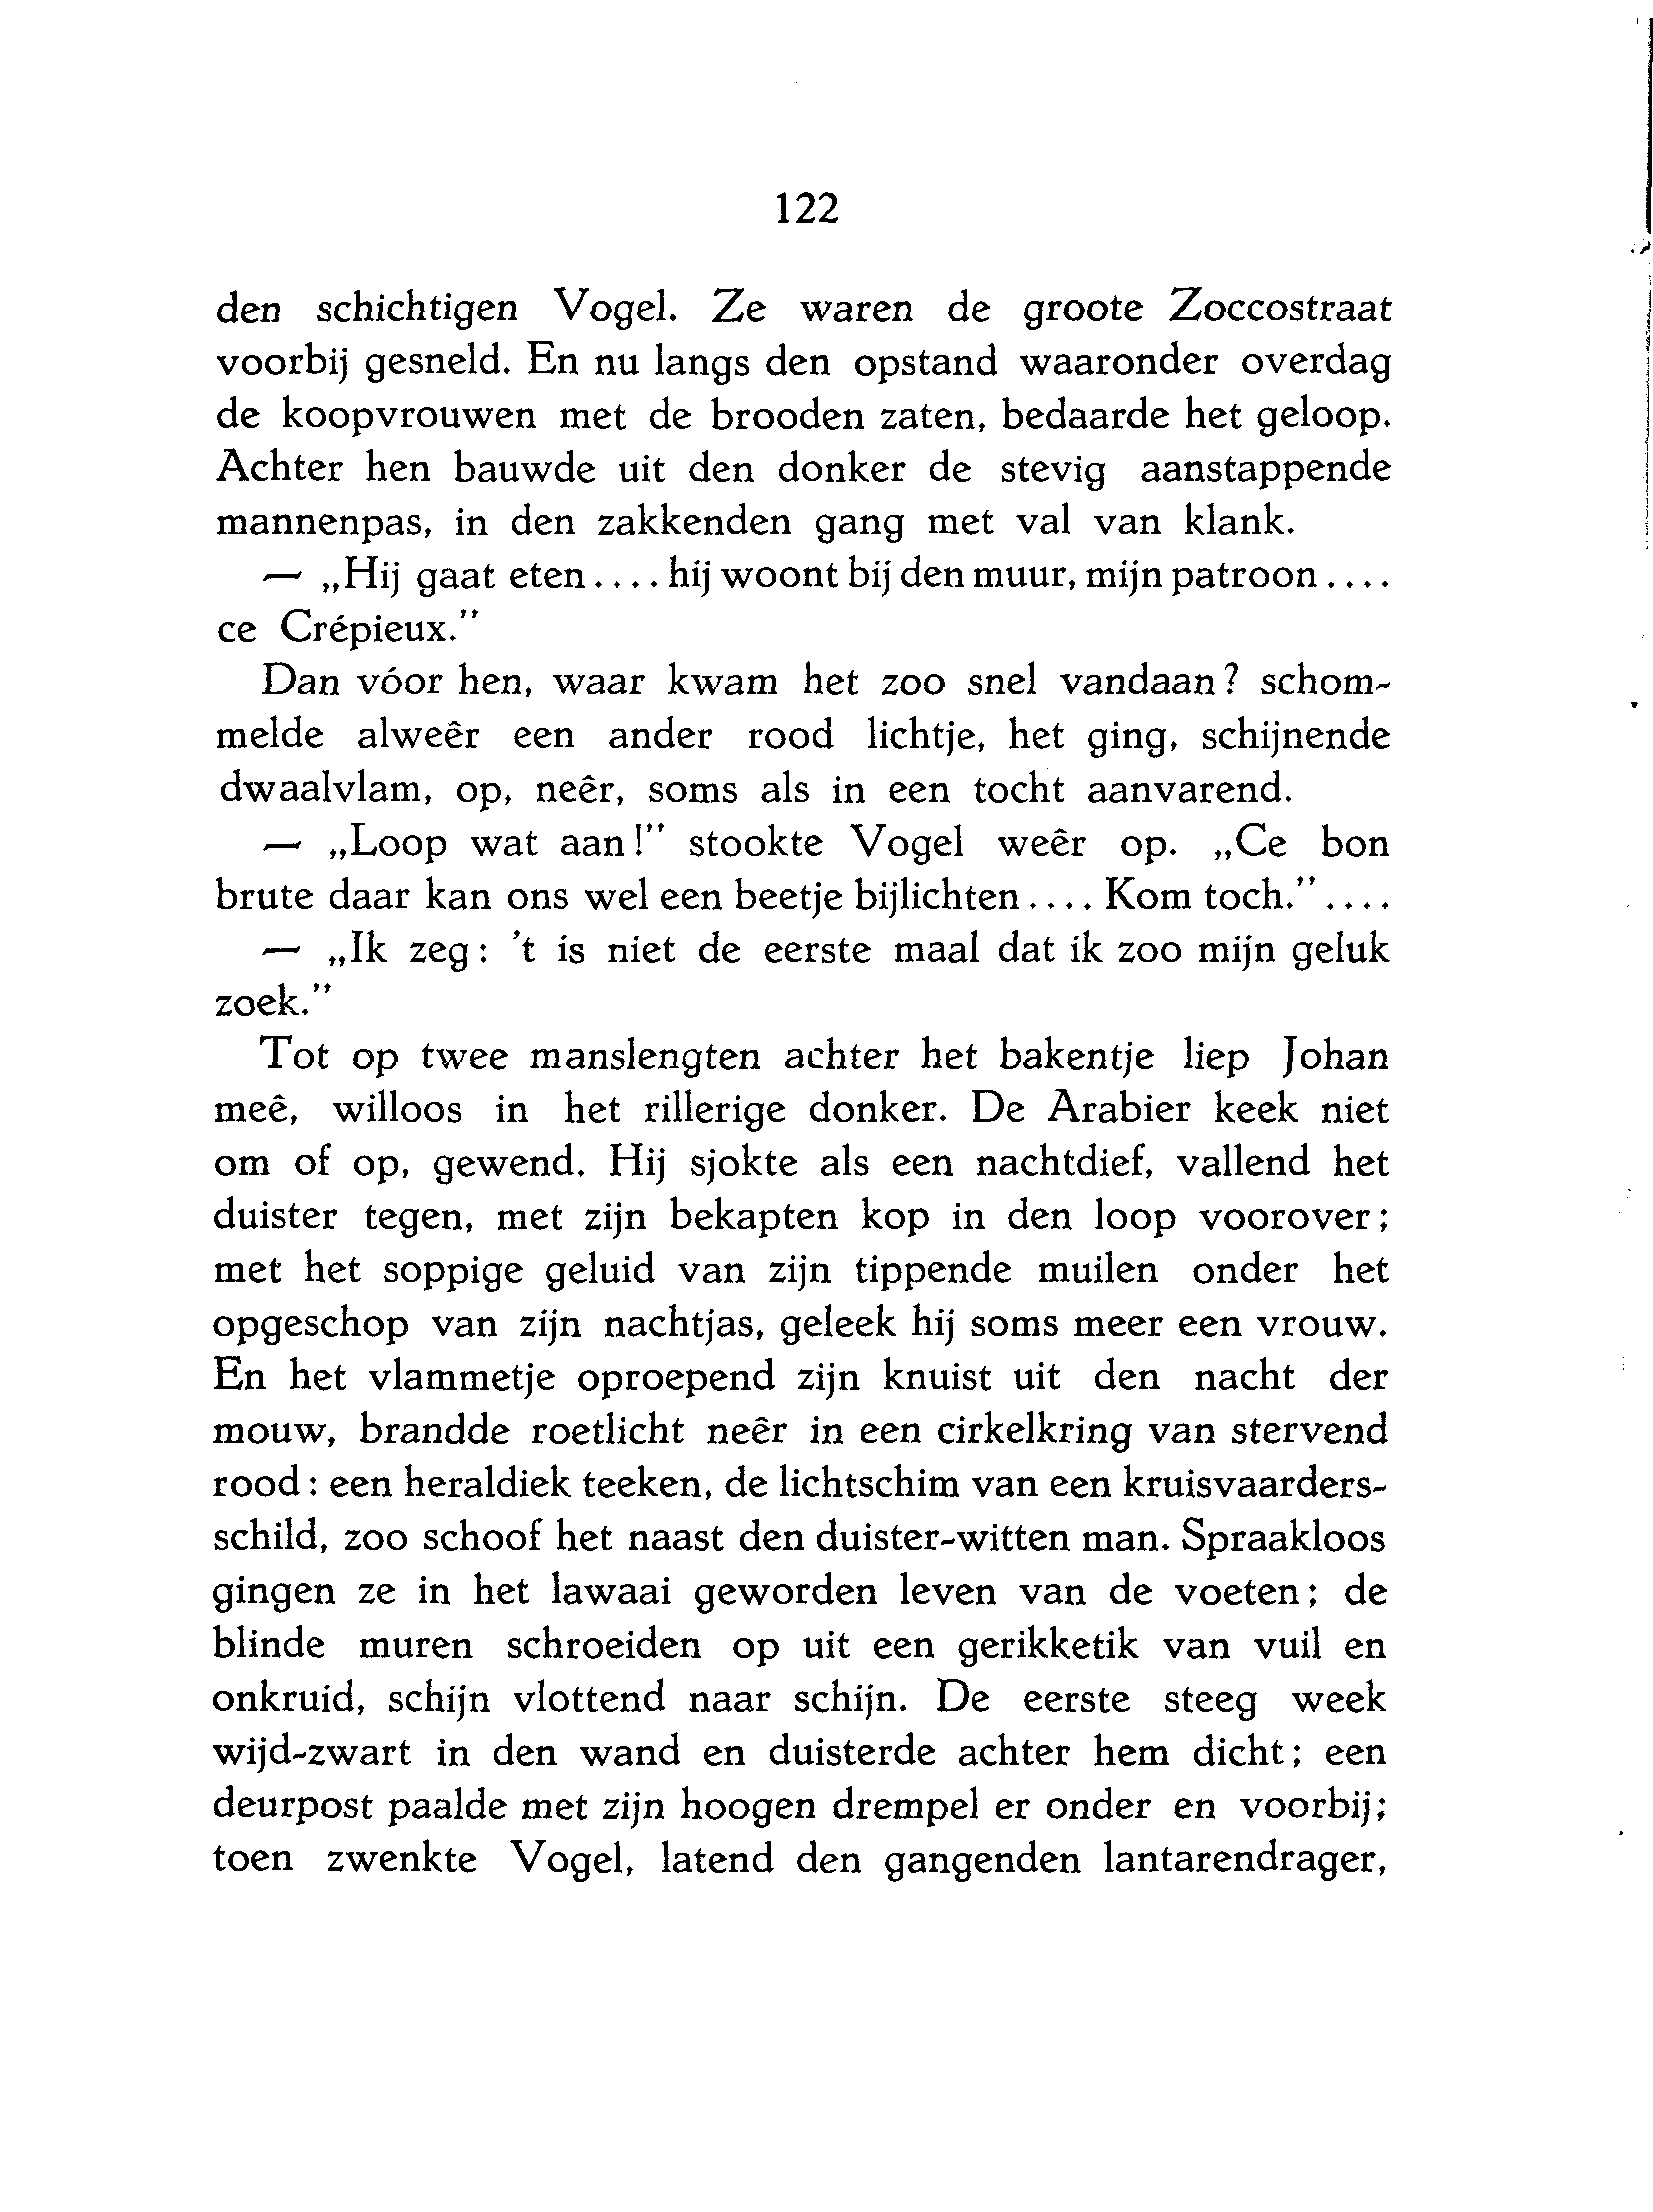 122
den schichtigen Vogel. Ze waren de groote Zoccostraat
voorbij gesneld. En nu langs den opstand waaronder overdag
de koopvrouwen met de brooden zaten, bedaarde het geloop.
Achter hen bauwde uit den donker de stevig aanstappende
mannenpas, in den zakkenden gang met val van klank.
— „Hij gaat eten.... hij woont bij den muur, mijn patroon....
ce Crépieux."
Dan vóor hen, waar kwam het zoo snel vandaan? schom-
melde alweêr een ander rood lichtje, het ging, schijnende
dwaalvlam, op, neêr, soms als in een tocht aanvarend.
— „Loop wat aan!" stookte Vogel weêr op. „Ce bon
brute daar kan ons wel een beetje bijlichten.... Kom toch."....
— „Ik zeg: 't is niet de eerste maal dat ik zoo mijn geluk
zoek."
Tot op twee manslengten achter het bakentje liep Johan
meê, willoos in het rillerige donker. De Arabier keek niet
om of op, gewend. Hij sjokte als een nachtdief, vallend het
duister tegen, met zijn bekapten kop in den loop voorover;
met het soppige geluid van zijn tippende muilen onder het
opgeschop van zijn nachtjas, geleek hij soms meer een vrouw.
En het vlammetje oproepend zijn knuist uit den nacht der
mouw, brandde roetlicht neêr in een cirkelkring van stervend
rood: een heraldiek teeken, de lichtschim van een kruisvaarders-
schild, zoo schoof het naast den duister-witten man. Spraakloos
gingen ze in het lawaai geworden leven van de voeten; de
blinde muren schroeiden op uit een gerikketik van vuil en
onkruid, schijn vlottend naar schijn. De eerste steeg week
wijd-zwart in den wand en duisterde achter hem dicht; een
deurpost paalde met zijn hoogen drempel er onder en voorbij;
toen zwenkte Vogel, latend den gangenden lantarendrager,